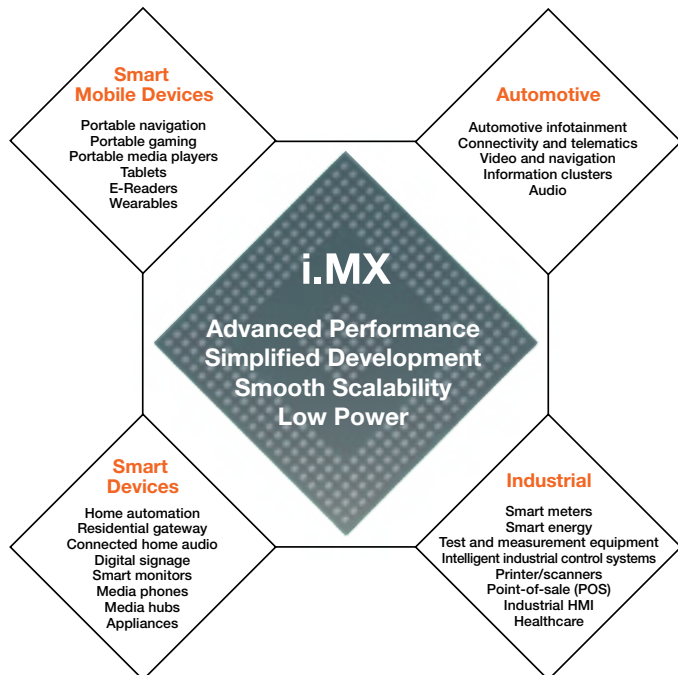 Smart
Mobile Devices
Portable navigation
Portable gaming
Portable media players
Tablets
E-Readers
Wearables
Automotive
Automotive infotainment
Connectivity and telematics
Video and navigation
Information clusters
Audio
i.MX
Advanced Performance
Simplified Development
Smooth Scalability
Low Power
Smart
Devices
Home automation
Residential gateway
Connected home audio
Digital signage
Smart monitors
Media phones
Media hubs
Appliances
Industrial
Smart meters
Smart energy
Test and measurement equipment
Intelligent industrial control systems
Printer/scanners
Point-of-sale (POS)
Industrial HMI
Healthcare